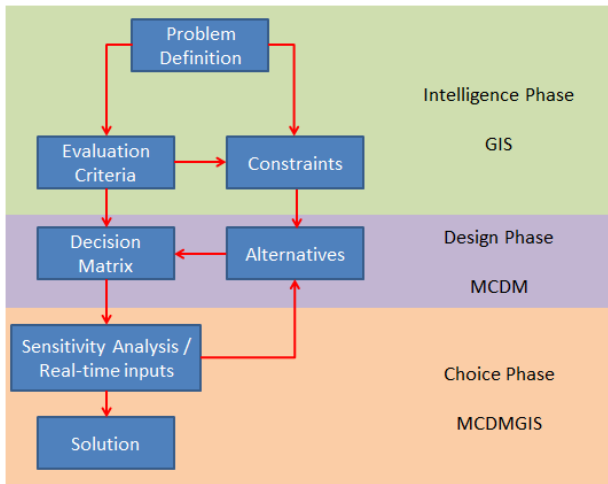 Problem
Definition
Intelligence Phase
GIS
Evaluation
Criteria
Constraints
Decision
Matrix
Alternatives
Design Phase
MCDM
Sensitivity Analysis /
Real-time inputs
Choice Phase
MCDMGIS
Solution